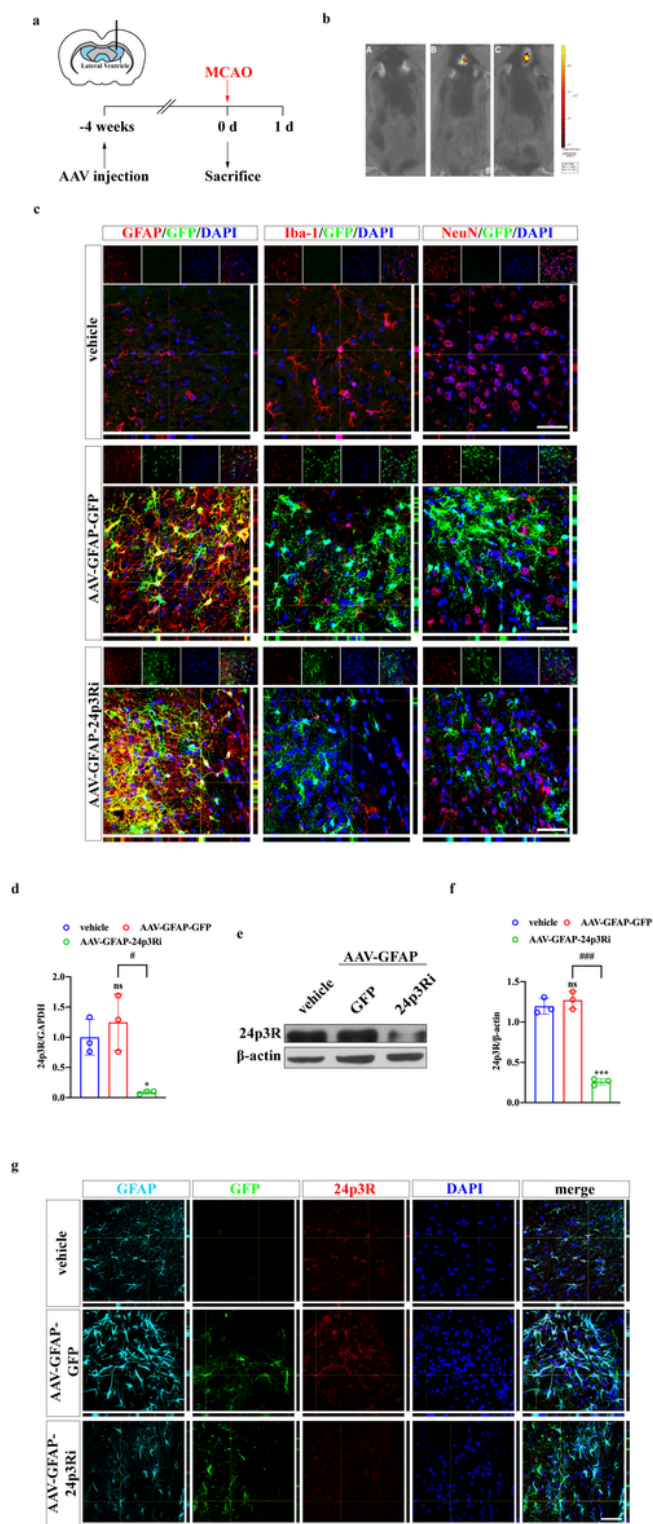 a
Lateral Ventricle
MCAO
-4 weeks
0 d
1 d
AAV injection
Sacrifice
b
A
B
C
c
GFAP/GFP/DAPI
Iba-1/GFP/DAPI
NeuN/GFP/DAPI
vehicle
AAV-GFAP-GFP
AAV-GFAP-24p3Ri
d
vehicle
AAV-GFAP-GFP
AAV-GFAP-24p3Ri
#
ns
*
24p3R/GAPDH
2.0
1.5
1.0
0.5
0.0
e
AAV-GFAP
vehicle
GFP
24p3Ri
24p3R
β-actin
f
vehicle
AAV-GFAP-GFP
AAV-GFAP-24p3Ri
###
ns
***
24p3R/β-actin
1.5
1.0
0.5
0.0
g
GFAP
GFP
24p3R
DAPI
merge
vehicle
AAV-GFAP-
GFP
AAV-GFAP-
24p3Ri